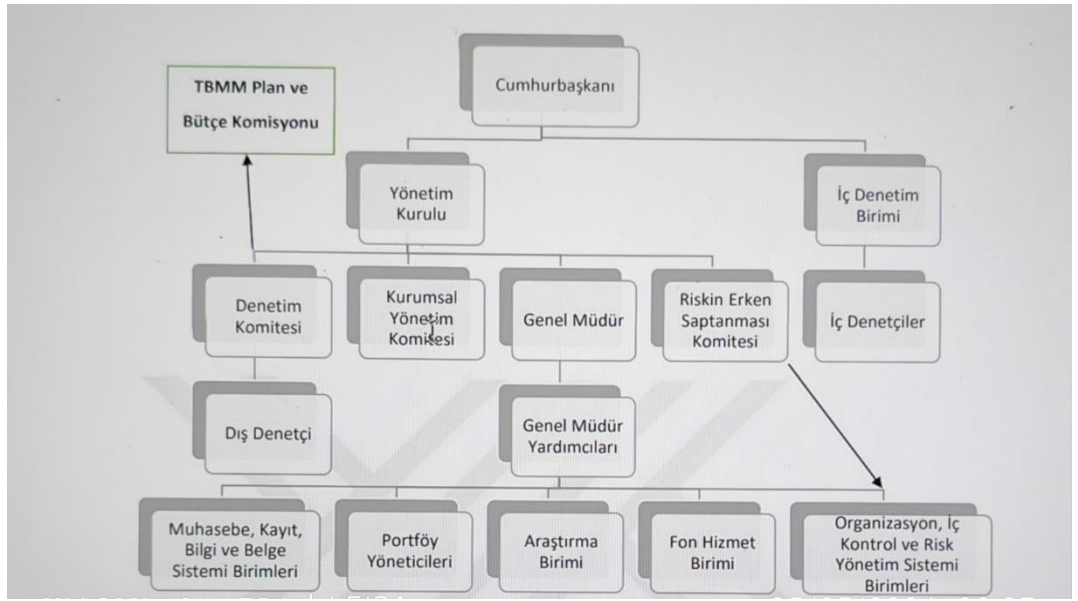 TBMM Plan ve
Bütçe Komisyonu
Cumhurbaşkanı
Yönetim
Kurulu
İç Denetim
Birimi
Denetim
Komitesi
Kurumsal
Yönetim
Komitesi
Genel Müdür
Riskin Erken
Saptanması
Komitesi
İç Denetçiler
Dış Denetçi
Genel Müdür
Yardımcıları
Muhasebe, Kayıt,
Bilgi ve Belge
Sistemi Birimleri
Portföy
Yöneticileri
Araştırma
Birimi
Fon Hizmet
Birimi
Organizasyon, İç
Kontrol ve Risk
Yönetim Sistemi
Birimleri